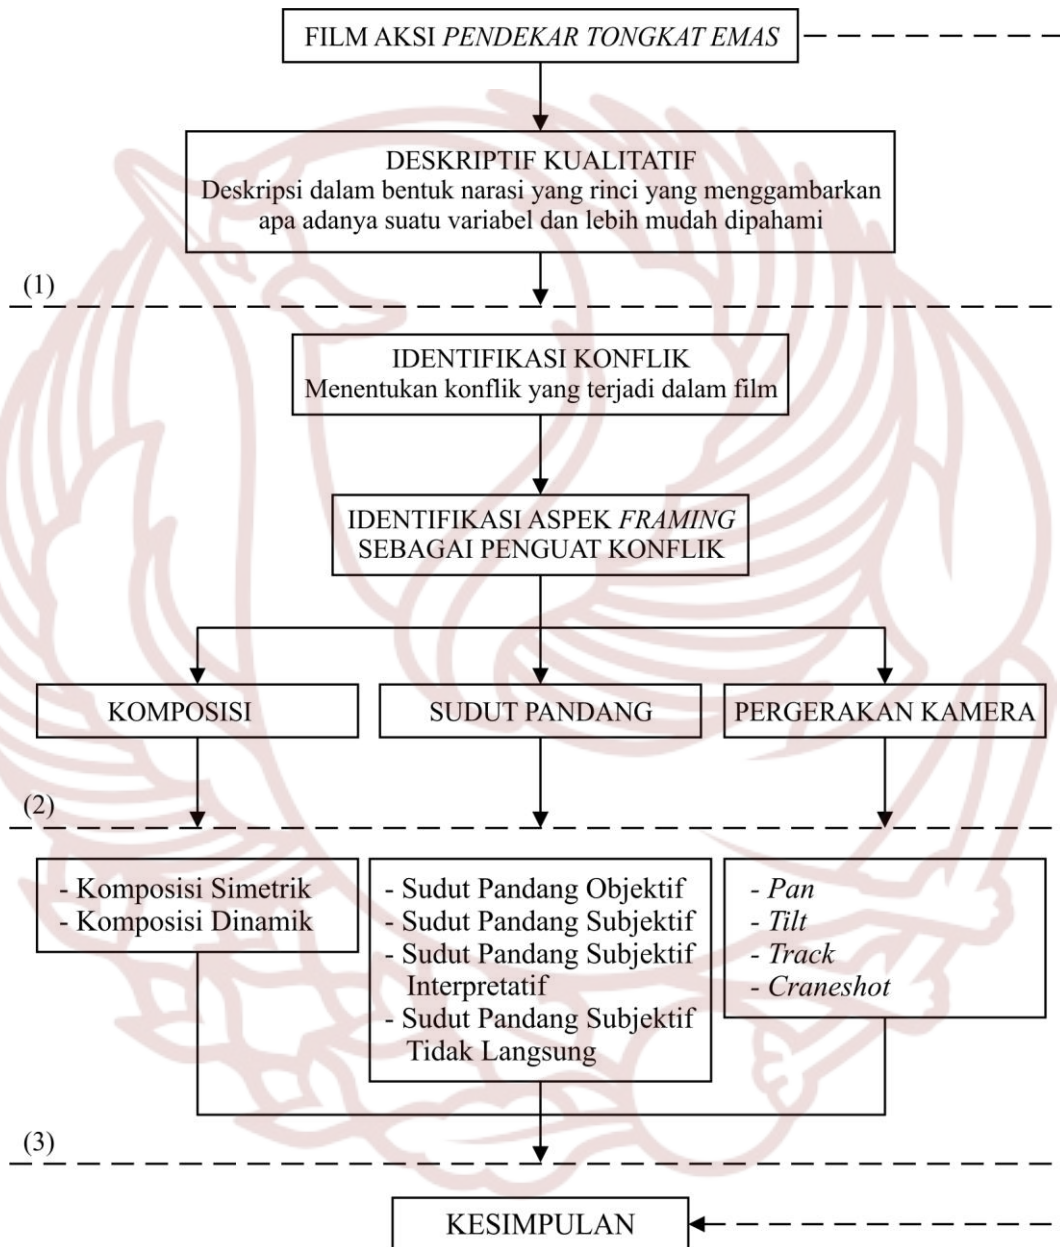 FILM AKSI PENDEKAR TONGKAT EMAS
DESKRIPTIF KUALITATIF
Deskripsi dalam bentuk narasi yang rinci yang menggambarkan
apa adanya suatu variabel dan lebih mudah dipahami
(1)
IDENTIFIKASI KONFLIK
Menentukan konflik yang terjadi dalam film
IDENTIFIKASI ASPEK FRAMING
SEBAGAI PENGUAT KONFLIK
KOMPOSISI
SUDUT PANDANG
PERGERAKAN KAMERA
(2)
- Komposisi Simetrik
- Komposisi Dinamik
- Sudut Pandang Objektif
- Sudut Pandang Subjektif
- Sudut Pandang Subjektif
Interpretatif
- Sudut Pandang Subjektif
Tidak Langsung
- Pan
- Tilt
- Track
- Craneshot
(3)
KESIMPULAN